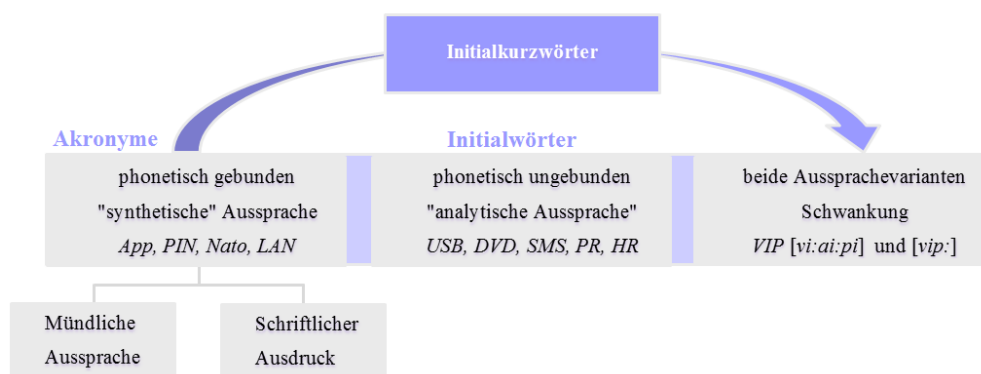 Initialkurzwörter
Akronyme
phonetisch gebunden
"synthetische" Aussprache
App, PIN, Nato, LAN
Initialwörter
phonetisch ungebunden
"analytische Aussprache"
USB, DVD, SMS, PR, HR
beide Aussprachevarianten
Schwankung
VIP [vi:ai:pi] und [vip:]
Mündliche
Aussprache
Schriftlicher
Ausdruck